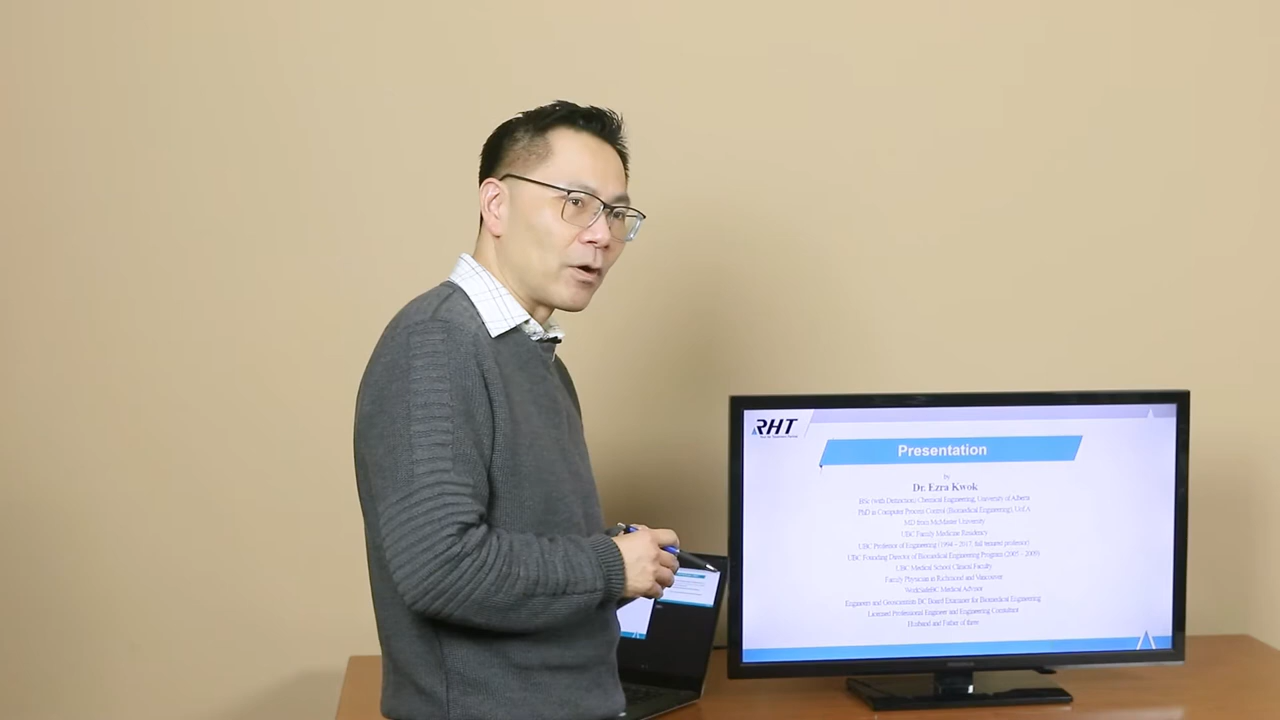 RHT
Presentation
by
Dr. Ezra Kwok
BSc (with Distinction) Chemical Engineering, University of Alberta
PhD in Computer Process Control (Biomedical Engineering), UofA
MD from McMaster University
UBC Family Medicine Residency
UBC Professor of Engineering (1994 - 2017, full tenured professor)
UBC Founding Director of Biomedical Engineering Program (2005 - 2009)
UBC Medical School Clinical Faculty
Family Physician in Richmond and Vancouver
WorkSafeBC Medical Advisor
Engineers and Geoscientists BC Board Examiner for Biomedical Engineering
Licensed Professional Engineer and Engineering Consultant
Husband and Father of three